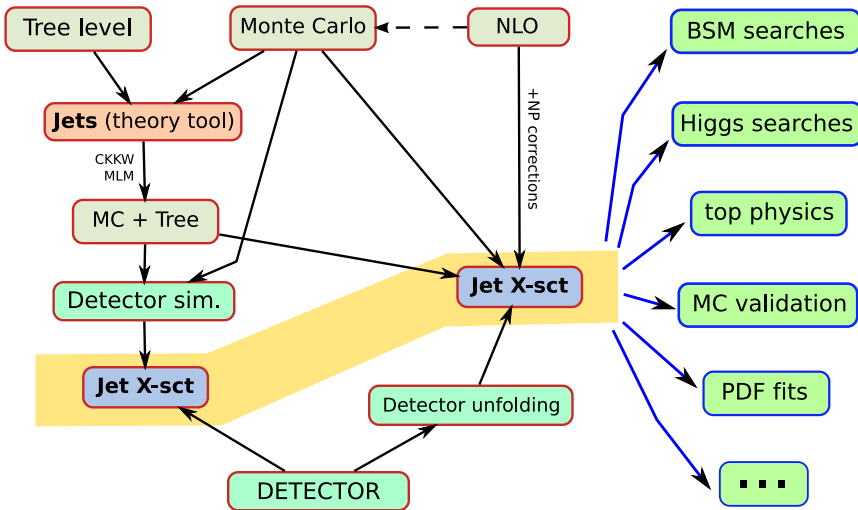 Tree level
Monte Carlo
NLO
BSM searches
Jets (theory tool)
+NP corrections
Higgs searches
CKKW
MLM
MC + Tree
top physics
Detector sim.
Jet X-sct
MC validation
Jet X-sct
Detector unfolding
PDF fits
DETECTOR
...